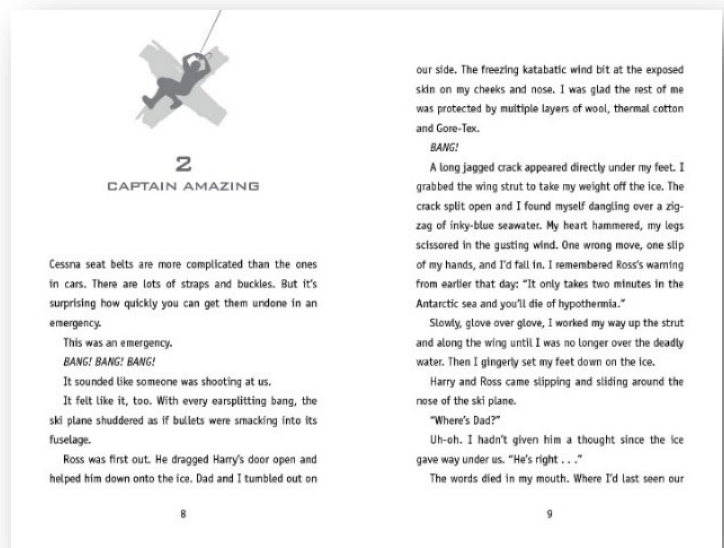 2
CAPTAIN AMAZING
Cessna seat belts are more complicated than the ones
in cars. There are lots of straps and buckles. But it's
surprising how quickly you can get them undone in an
emergency.
This was an emergency.
BANG! BANG! BANG!
It sounded like someone was shooting at us.
It felt like it, too. With every earsplitting bang, the
ski plane shuddered as if bullets were smacking into its
fuselage.
Ross was first out. He dragged Harry's door open and
helped him down onto the ice. Dad and I tumbled out on
8
our side. The freezing katabatic wind bit at the exposed
skin on my cheeks and nose. I was glad the rest of me
was protected by multiple layers of wool, thermal cotton
and Gore-Tex.
BANG!
A long jagged crack appeared directly under my feet. I
grabbed the wing strut to take my weight off the ice. The
crack split open and I found myself dangling over a zig-
zag of inky-blue seawater. My heart hammered, my legs
scissored in the gusting wind. One wrong move, one slip
of my hands, and I'd fall in. I remembered Ross's warning
from earlier that day: "It only takes two minutes in the
Antarctic sea and you'll die of hypothermia."
Slowly, glove over glove, I worked my way up the strut
and along the wing until I was no longer over the deadly
water. Then I gingerly set my feet down on the ice.
Harry and Ross came slipping and sliding around the
nose of the ski plane.
"Where's Dad?"
Uh-oh. I hadn't given him a thought since the ice
gave way under us. "He's right . . ."
The words died in my mouth. Where I'd last seen our
9